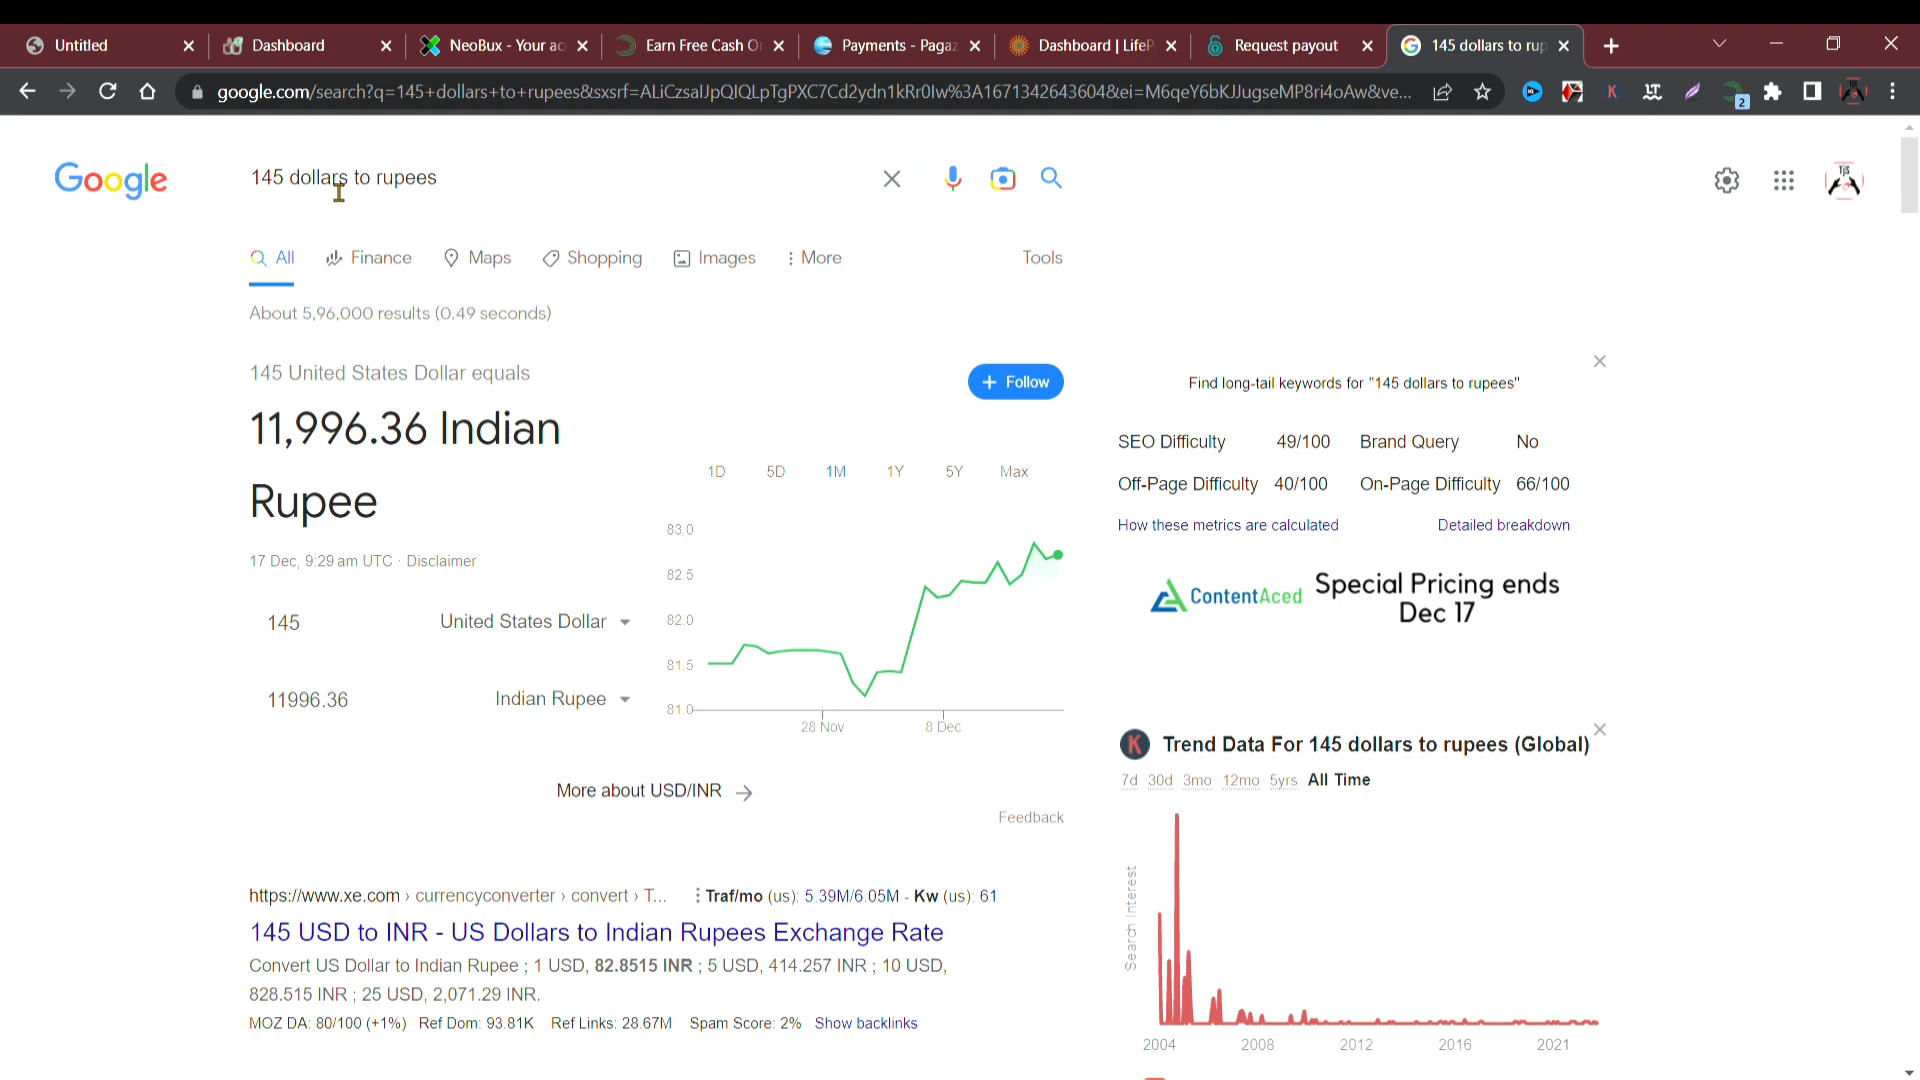 Untitled
Dashboard
NeoBux - Your ac
Earn Free Cash O
Payments - Pagaz
Dashboard | LifeP
Request payout
145 dollars to rup
google.com/search?q=145+dollars+to+rupees&sxsrf=ALiCzsalJpQIQLpTgPXC7Cd2ydn1kRr0Iw%3A1671342643604&ei=M6qeY6bKJJugseMP8ri4oAw&ve...
2
Google
145 dollars to rupees
All
Finance
Maps
Shopping
Images
More
Tools
About 5,96,000 results (0.49 seconds)
145 United States Dollar equals
Follow
11,996.36 Indian
Rupee
17 Dec, 9:29 am UTC · Disclaimer
145 United States Dollar
11996.36 Indian Rupee
1D 5D 1M 1Y 5Y Max
83.0
82.5
82.0
81.5
81.0
28 Nov 8 Dec
More about USD/INR
Feedback
https://www.xe.com › currencyconverter › convert › T...
Traf/mo (us): 5.39M/6.05M - Kw (us): 61
145 USD to INR - US Dollars to Indian Rupees Exchange Rate
Convert US Dollar to Indian Rupee ; 1 USD, 82.8515 INR ; 5 USD, 414.257 INR ; 10 USD,
828.515 INR ; 25 USD, 2,071.29 INR.
MOZ DA: 80/100 (+1%) Ref Dom: 93.81K Ref Links: 28.67M Spam Score: 2% Show backlinks
Find long-tail keywords for "145 dollars to rupees"
SEO Difficulty 49/100 Brand Query No
Off-Page Difficulty 40/100 On-Page Difficulty 66/100
How these metrics are calculated Detailed breakdown
ContentAced
Special Pricing ends
Dec 17
K
Trend Data For 145 dollars to rupees (Global)
7d 30d 3mo 12mo 5yrs All Time
Search Interest
2004 2008 2012 2016 2021